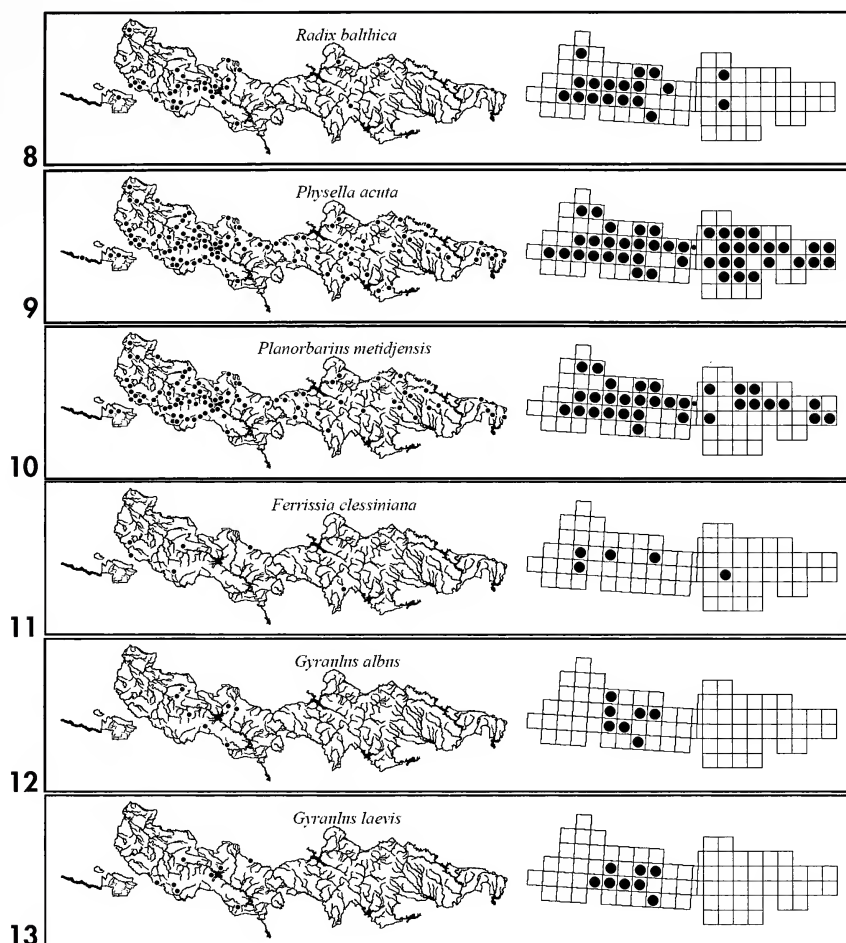 Radix balthica
8
Physella acuta
9
Planorbarius metidjensis
10
Ferrissia clessiniana
11
Gyraulus albus
12
Gyraulus laevis
13